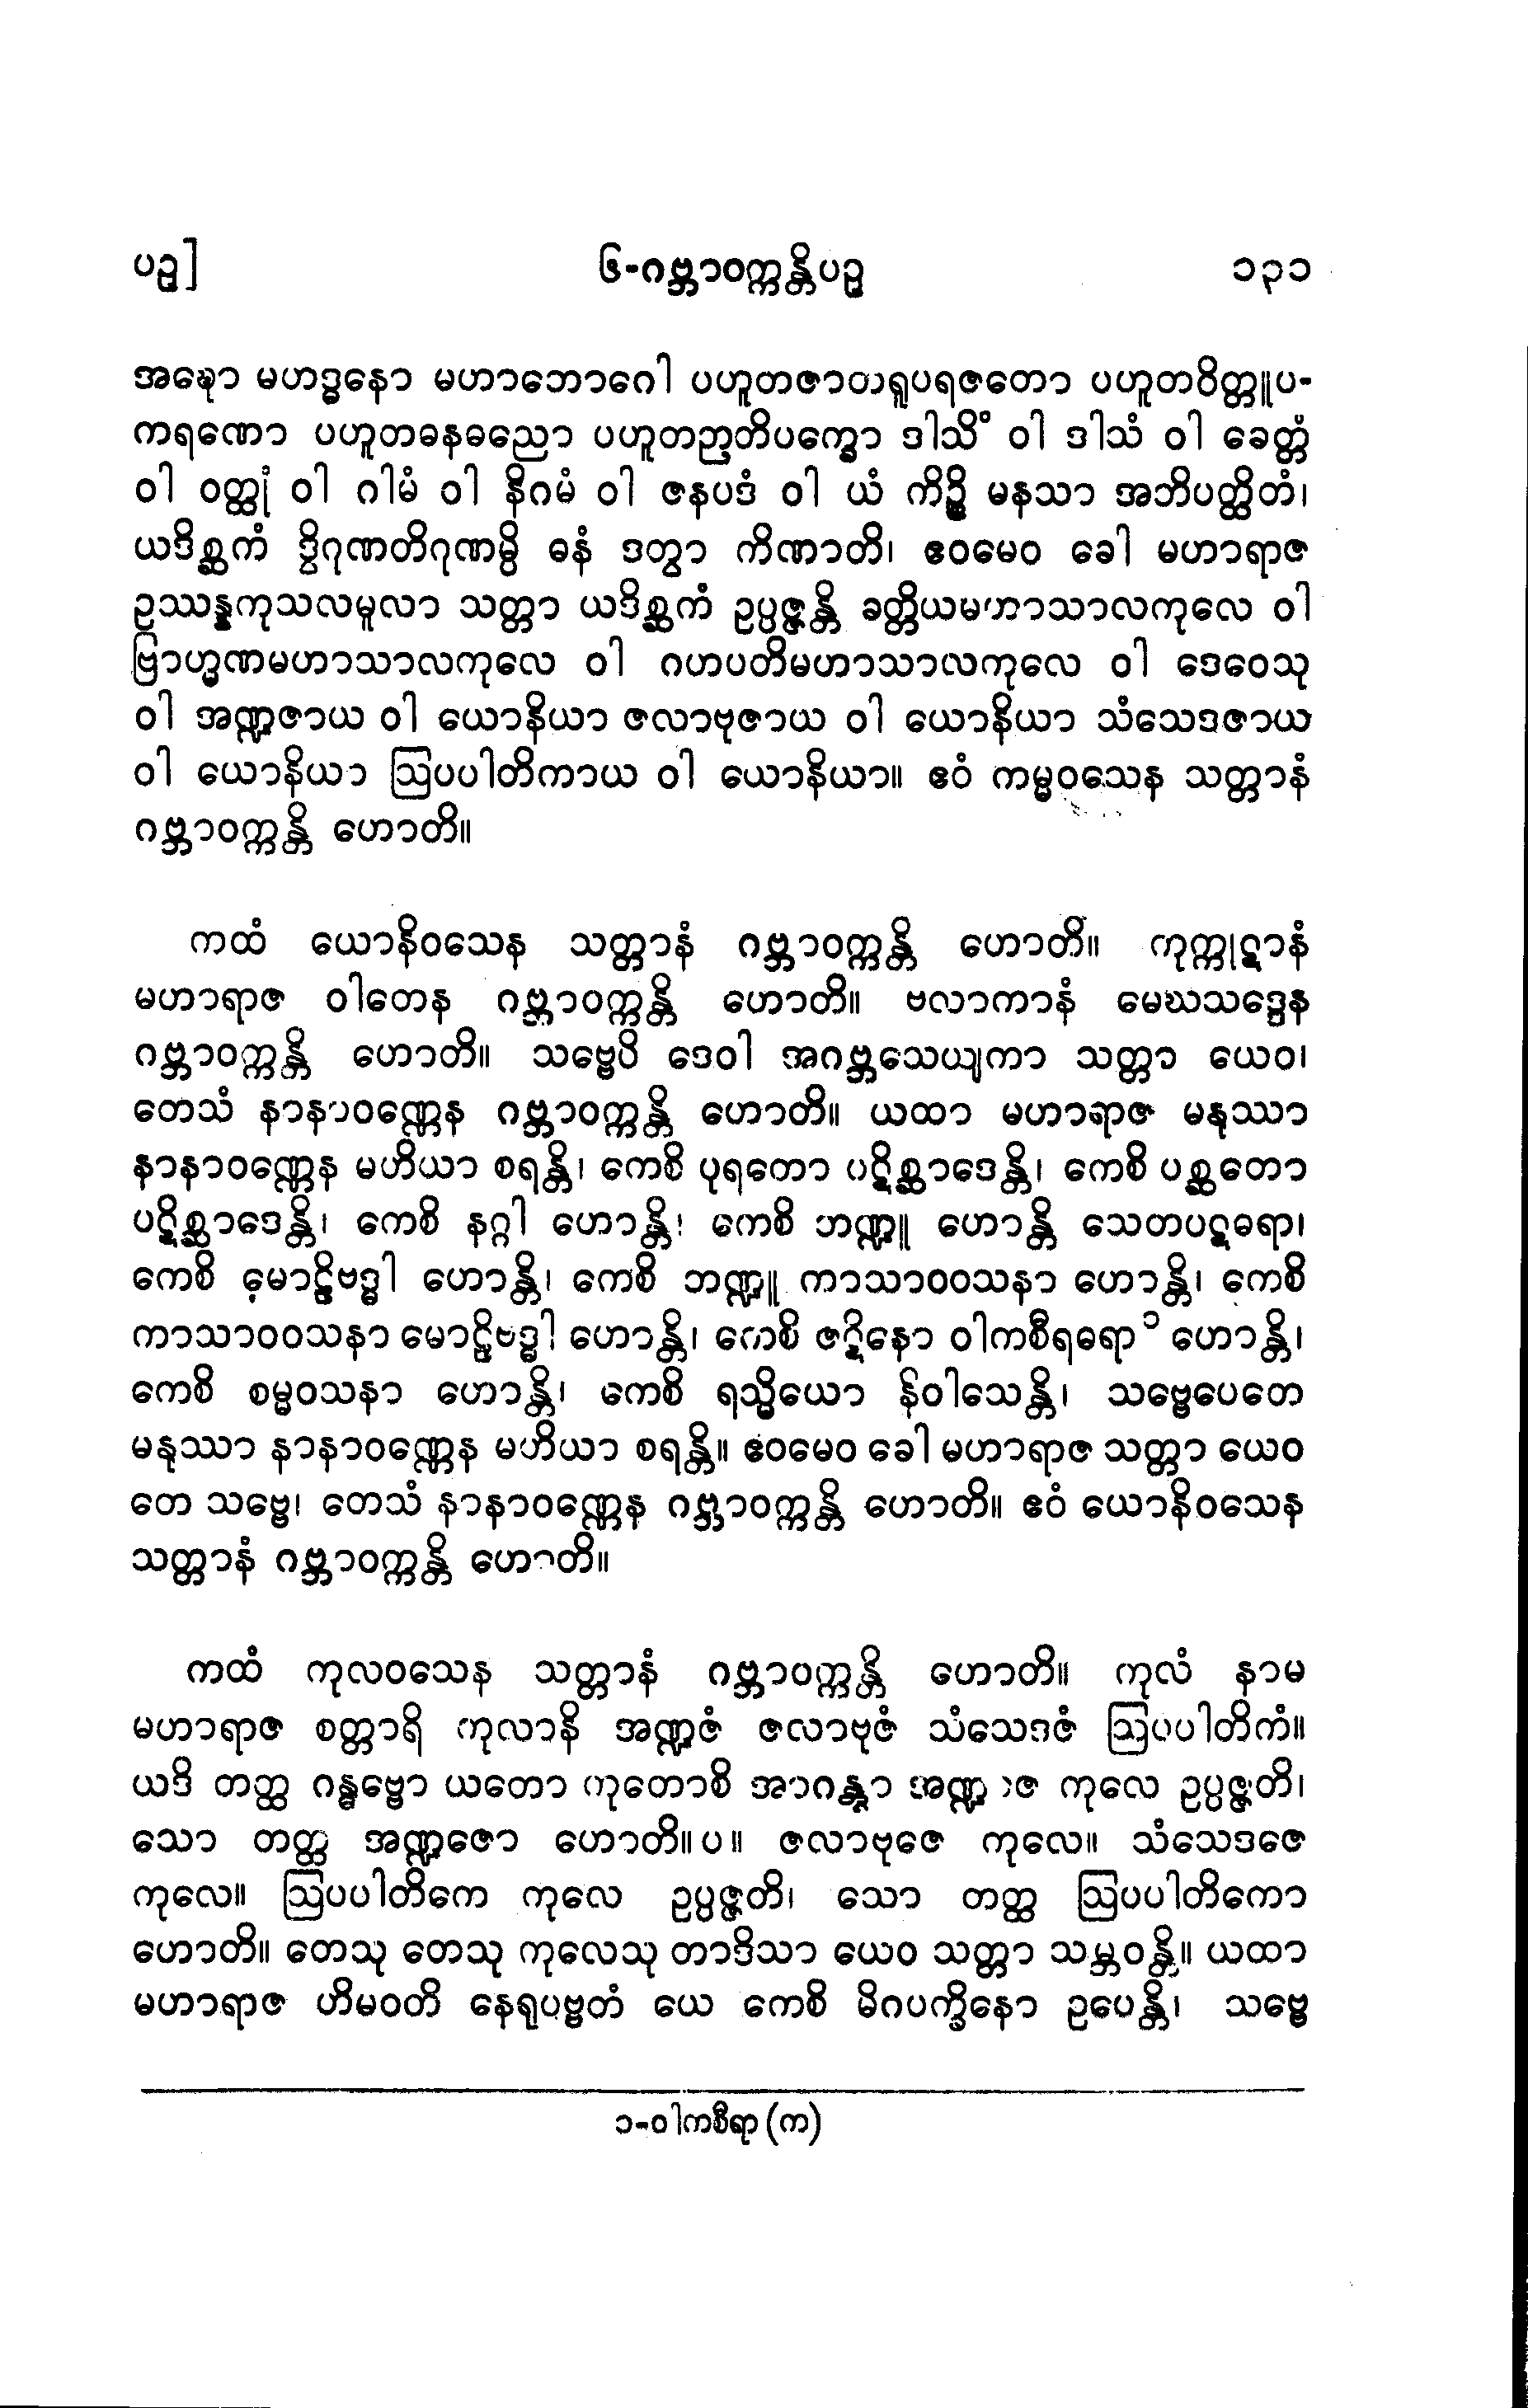 ပဥှ]
၆-ဂဗ္ဘာဝက္ကန္တိပဥှ
၁၃၁
အဍ္ဎော မဟဒ္ဓနော မဟာဘောဂေါ ပဟူတဇာတရူပရဇတော ပဟူတဝိတ္တူပ-
ကရဏော ပဟူတဓနဓညော ပဟူတဉာတိပက္ခော ဒါသိံ ဝါ ဒါသံ ဝါ ခေတ္တံ
ဝါ ဝတ္ထုံ ဝါ ဂါမံ ဝါ နိဂမံ ဝါ ဇနပဒံ ဝါ ယံ ကိဉ္စိ မနသာ အဘိပတ္ထိတံ၊
ယဒိစ္ဆကံ ဒွိဂုဏတိဂုဏမ္ပိ ဓနံ ဒတွာ ကိဏာတိ၊ ဧဝမေဝ ခေါ မဟာရာဇ
ဥဿန္နကုသလမူလာ သတ္တာ ယဒိစ္ဆကံ ဥပ္ပဇ္ဇန္တိ ခတ္တိယမဟာသာလကုလေ ဝါ
ဗြာဟ္မဏမဟာသာလကုလေ ဝါ ဂဟပတိမဟာသာလကုလေ ဝါ ဒေဝေသု
ဝါ အဏ္ဍဇာယ ဝါ ယောနိယာ ဇလာဗုဇာယ ဝါ ယောနိယာ သံသေဒဇာယ
ဝါ ယောနိယာ ဩပပါတိကာယ ဝါ ယောနိယာ။ ဧဝံ ကမ္မဝသေန သတ္တာနံ
ဂဗ္ဘာဝက္ကန္တိ ဟောတိ။
ကထံ ယောနိဝသေန သတ္တာနံ ဂဗ္ဘာဝက္ကန္တိ ဟောတိ။ ကုက္ကုဋာနံ
မဟာရာဇ ဝါတေန ဂဗ္ဘာဝက္ကန္တိ ဟောတိ။ ဗလာကာနံ မေဃသဒ္ဒေန
ဂဗ္ဘာဝက္ကန္တိ ဟောတိ။ သဗ္ဗေပိ ဒေဝါ အဂဗ္ဘသေယျကာ သတ္တာ ယေဝ၊
တေသံ နာနာဝဏ္ဏေန ဂဗ္ဘာဝက္ကန္တိ ဟောတိ။ ယထာ မဟာရာဇ မနုဿာ
နာနာဝဏ္ဏေန မဟိယာ စရန္တိ၊ ကေစိ ပုရတော ပဋိစ္ဆာဒေန္တိ၊ ကေစိ ပစ္ဆတော
ပဋိစ္ဆာဒေန္တိ၊ ကေစိ နဂ္ဂါ ဟောန္တိ၊ ကေစိ ဘဏ္ဍူ ဟောန္တိ သေတပဋဓရာ၊
ကေစိ မောဠိဗဒ္ဓါ ဟောန္တိ၊ ကေစိ ဘဏ္ဍူ ကာသာဝဝသနာ ဟောန္တိ၊ ကေစိ
ကာသာဝဝသနာ မောဠိဗဒ္ဓါ ဟောန္တိ၊ ကေစိ ဇဋိနော ဝါကစီရဓရာ ၁ ဟောန္တိ၊
ကေစိ စမ္မဝသနာ ဟောန္တိ၊ ကေစိ ရသ္မိယော နိဝါသေန္တိ၊ သဗ္ဗေပေတေ
မနုဿာ နာနာဝဏ္ဏေန မဟိယာ စရန္တိ။ ဧဝမေဝ ခေါ မဟာရာဇ သတ္တာ ယေဝ
တေ သဗ္ဗေ၊ တေသံ နာနာဝဏ္ဏေန ဂဗ္ဘာဝက္ကန္တိ ဟောတိ။ ဧဝံ ယောနိဝသေန
သတ္တာနံ ဂဗ္ဘာဝက္ကန္တိ ဟောတိ။
ကထံ ကုလဝသေန သတ္တာနံ ဂဗ္ဘာဝက္ကန္တိ ဟောတိ။ ကုလံ နာမ
မဟာရာဇ စတ္တာရိ ကုလာနိ အဏ္ဍဇံ ဇလာဗုဇံ သံသေဒဇံ ဩပပါတိကံ။
ယဒိ တတ္ထ ဂန္ဓဗ္ဗော ယတော ကုတောစိ အာဂန္တွာ အဏ္ဍဇေ ကုလေ ဥပ္ပဇ္ဇတိ၊
သော တတ္ထ အဏ္ဍဇော ဟောတိ။ပ။ ဇလာဗုဇေ ကုလေ။ သံသေဒဇေ
ကုလေ။ ဩပပါတိကေ ကုလေ ဥပ္ပဇ္ဇတိ၊ သော တတ္ထ ဩပပါတိကော
ဟောတိ။ တေသု တေသု ကုလေသု တာဒိသာ ယေဝ သတ္တာ သမ္ဘဝန္တိ။ ယထာ
မဟာရာဇ ဟိမဝတိ နေရုပဗ္ဗတံ ယေ ကေစိ မိဂပက္ခိနော ဥပေန္တိ၊ သဗ္ဗေ
၁-ဝါကစီရာ (က)